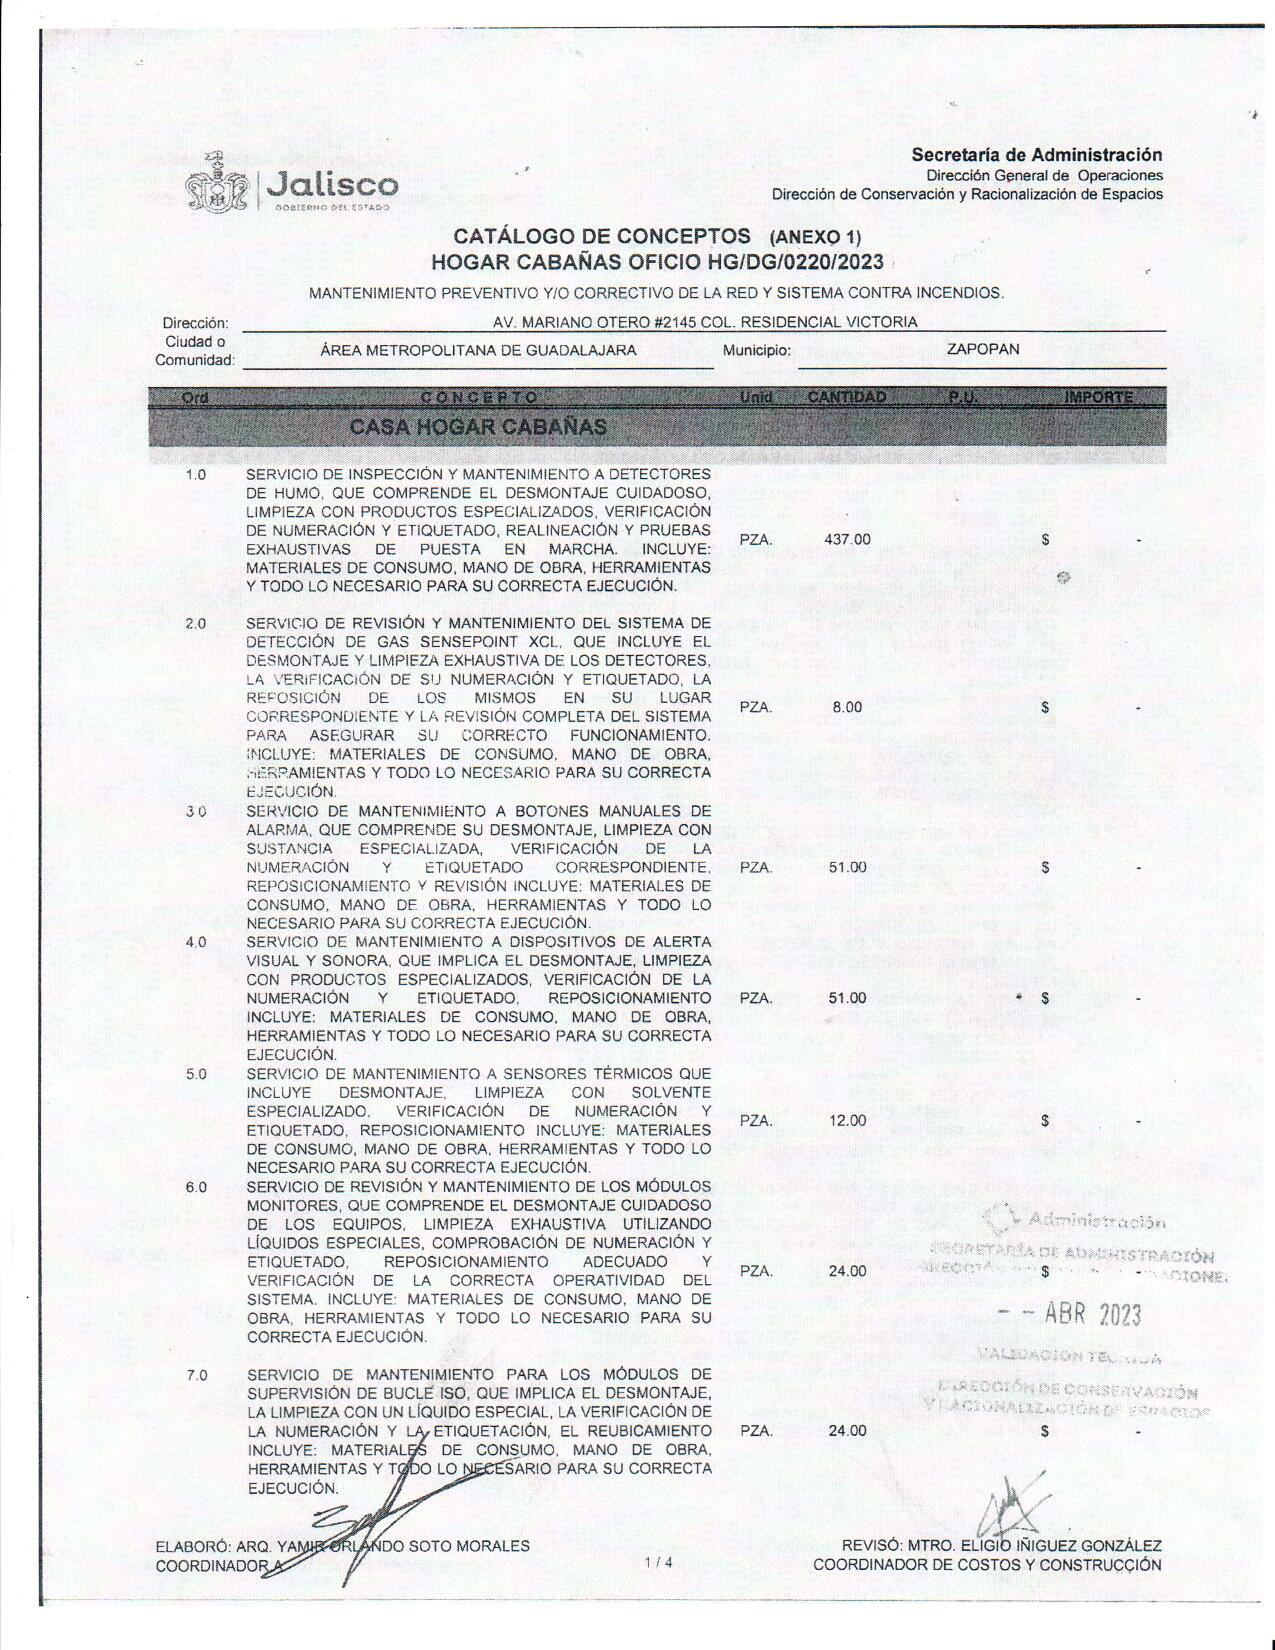 Secretaría de Administración
Dirección General de Operaciones
Dirección de Conservación y Racionalización de Espacios
Jalisco
GOBIERNO DEL ESTADO
CATÁLOGO DE CONCEPTOS (ANEXO 1)
HOGAR CABAÑAS OFICIO HG/DG/0220/2023
MANTENIMIENTO PREVENTIVO Y/O CORRECTIVO DE LA RED Y SISTEMA CONTRA INCENDIOS.
Dirección: AV. MARIANO OTERO #2145 COL. RESIDENCIAL VICTORIA
Ciudad o
Comunidad: ÁREA METROPOLITANA DE GUADALAJARA Municipio: ZAPOPAN
Ord CONCEPTO Unid CANTIDAD P.U. IMPORTE
CASA HOGAR CABAÑAS
1.0 SERVICIO DE INSPECCIÓN Y MANTENIMIENTO A DETECTORES
DE HUMO, QUE COMPRENDE EL DESMONTAJE CUIDADOSO,
LIMPIEZA CON PRODUCTOS ESPECIALIZADOS, VERIFICACIÓN
DE NUMERACIÓN Y ETIQUETADO, REALINEACIÓN Y PRUEBAS
EXHAUSTIVAS DE PUESTA EN MARCHA. INCLUYE: PZA. 437.00 $ -
MATERIALES DE CONSUMO, MANO DE OBRA, HERRAMIENTAS
Y TODO LO NECESARIO PARA SU CORRECTA EJECUCIÓN.
2.0 SERVICIO DE REVISIÓN Y MANTENIMIENTO DEL SISTEMA DE
DETECCIÓN DE GAS SENSEPOINT XCL, QUE INCLUYE EL
DESMONTAJE Y LIMPIEZA EXHAUSTIVA DE LOS DETECTORES,
LA VERIFICACIÓN DE SU NUMERACIÓN Y ETIQUETADO, LA
REPOSICIÓN DE LOS MISMOS EN SU LUGAR
CORRESPONDIENTE Y LA REVISIÓN COMPLETA DEL SISTEMA PZA. 8.00 $ -
PARA ASEGURAR SU CORRECTO FUNCIONAMIENTO.
INCLUYE: MATERIALES DE CONSUMO, MANO DE OBRA,
HERRAMIENTAS Y TODO LO NECESARIO PARA SU CORRECTA
EJECUCIÓN.
3.0 SERVICIO DE MANTENIMIENTO A BOTONES MANUALES DE
ALARMA, QUE COMPRENDE SU DESMONTAJE, LIMPIEZA CON
SUSTANCIA ESPECIALIZADA, VERIFICACIÓN DE LA
NUMERACIÓN Y ETIQUETADO CORRESPONDIENTE, PZA. 51.00 $ -
REPOSICIONAMIENTO Y REVISIÓN INCLUYE: MATERIALES DE
CONSUMO, MANO DE OBRA, HERRAMIENTAS Y TODO LO
NECESARIO PARA SU CORRECTA EJECUCIÓN.
4.0 SERVICIO DE MANTENIMIENTO A DISPOSITIVOS DE ALERTA
VISUAL Y SONORA, QUE IMPLICA EL DESMONTAJE, LIMPIEZA
CON PRODUCTOS ESPECIALIZADOS, VERIFICACIÓN DE LA
NUMERACIÓN Y ETIQUETADO, REPOSICIONAMIENTO PZA. 51.00 $ -
INCLUYE: MATERIALES DE CONSUMO, MANO DE OBRA,
HERRAMIENTAS Y TODO LO NECESARIO PARA SU CORRECTA
EJECUCIÓN.
5.0 SERVICIO DE MANTENIMIENTO A SENSORES TÉRMICOS QUE
INCLUYE DESMONTAJE, LIMPIEZA CON SOLVENTE
ESPECIALIZADO, VERIFICACIÓN DE NUMERACIÓN Y
ETIQUETADO, REPOSICIONAMIENTO INCLUYE: MATERIALES PZA. 12.00 $ -
DE CONSUMO, MANO DE OBRA, HERRAMIENTAS Y TODO LO
NECESARIO PARA SU CORRECTA EJECUCIÓN.
6.0 SERVICIO DE REVISIÓN Y MANTENIMIENTO DE LOS MÓDULOS
MONITORES, QUE COMPRENDE EL DESMONTAJE CUIDADOSO
DE LOS EQUIPOS, LIMPIEZA EXHAUSTIVA UTILIZANDO
LÍQUIDOS ESPECIALES, COMPROBACIÓN DE NUMERACIÓN Y
ETIQUETADO, REPOSICIONAMIENTO ADECUADO Y
VERIFICACIÓN DE LA CORRECTA OPERATIVIDAD DEL PZA. 24.00 $ -
SISTEMA. INCLUYE: MATERIALES DE CONSUMO, MANO DE
OBRA, HERRAMIENTAS Y TODO LO NECESARIO PARA SU
CORRECTA EJECUCIÓN.
Administración
SECRETARÍA DE ADMINISTRACIÓN
- - ABR 2023
VALIDACION TECNICA
DIRECCIÓN DE CONSERVACIÓN
Y RACIONALIZACIÓN DE ESPACIOS
7.0 SERVICIO DE MANTENIMIENTO PARA LOS MÓDULOS DE
SUPERVISIÓN DE BUCLE ISO, QUE IMPLICA EL DESMONTAJE,
LA LIMPIEZA CON UN LÍQUIDO ESPECIAL, LA VERIFICACIÓN DE
LA NUMERACIÓN Y LA ETIQUETACIÓN, EL REUBICAMIENTO PZA. 24.00 $ -
INCLUYE: MATERIALES DE CONSUMO, MANO DE OBRA,
HERRAMIENTAS Y TODO LO NECESARIO PARA SU CORRECTA
EJECUCIÓN.
ELABORÓ: ARQ. YAMIR ORLANDO SOTO MORALES
COORDINADOR A
1 / 4
REVISÓ: MTRO. ELIGIO IÑIGUEZ GONZÁLEZ
COORDINADOR DE COSTOS Y CONSTRUCCIÓN